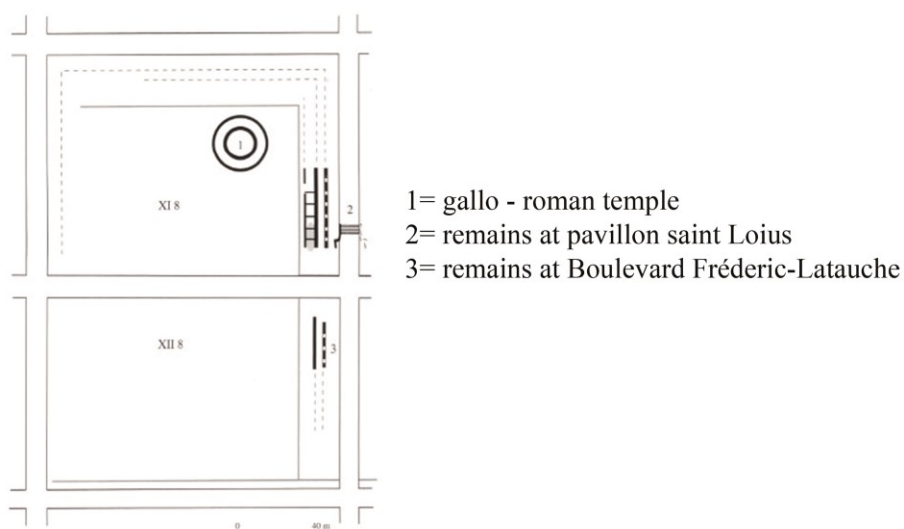 1
XI 8
2
1= gallo - roman temple
2= remains at pavillon saint Loius
3= remains at Boulevard Fréderic-Latauche
XII 8
3
0 40 m